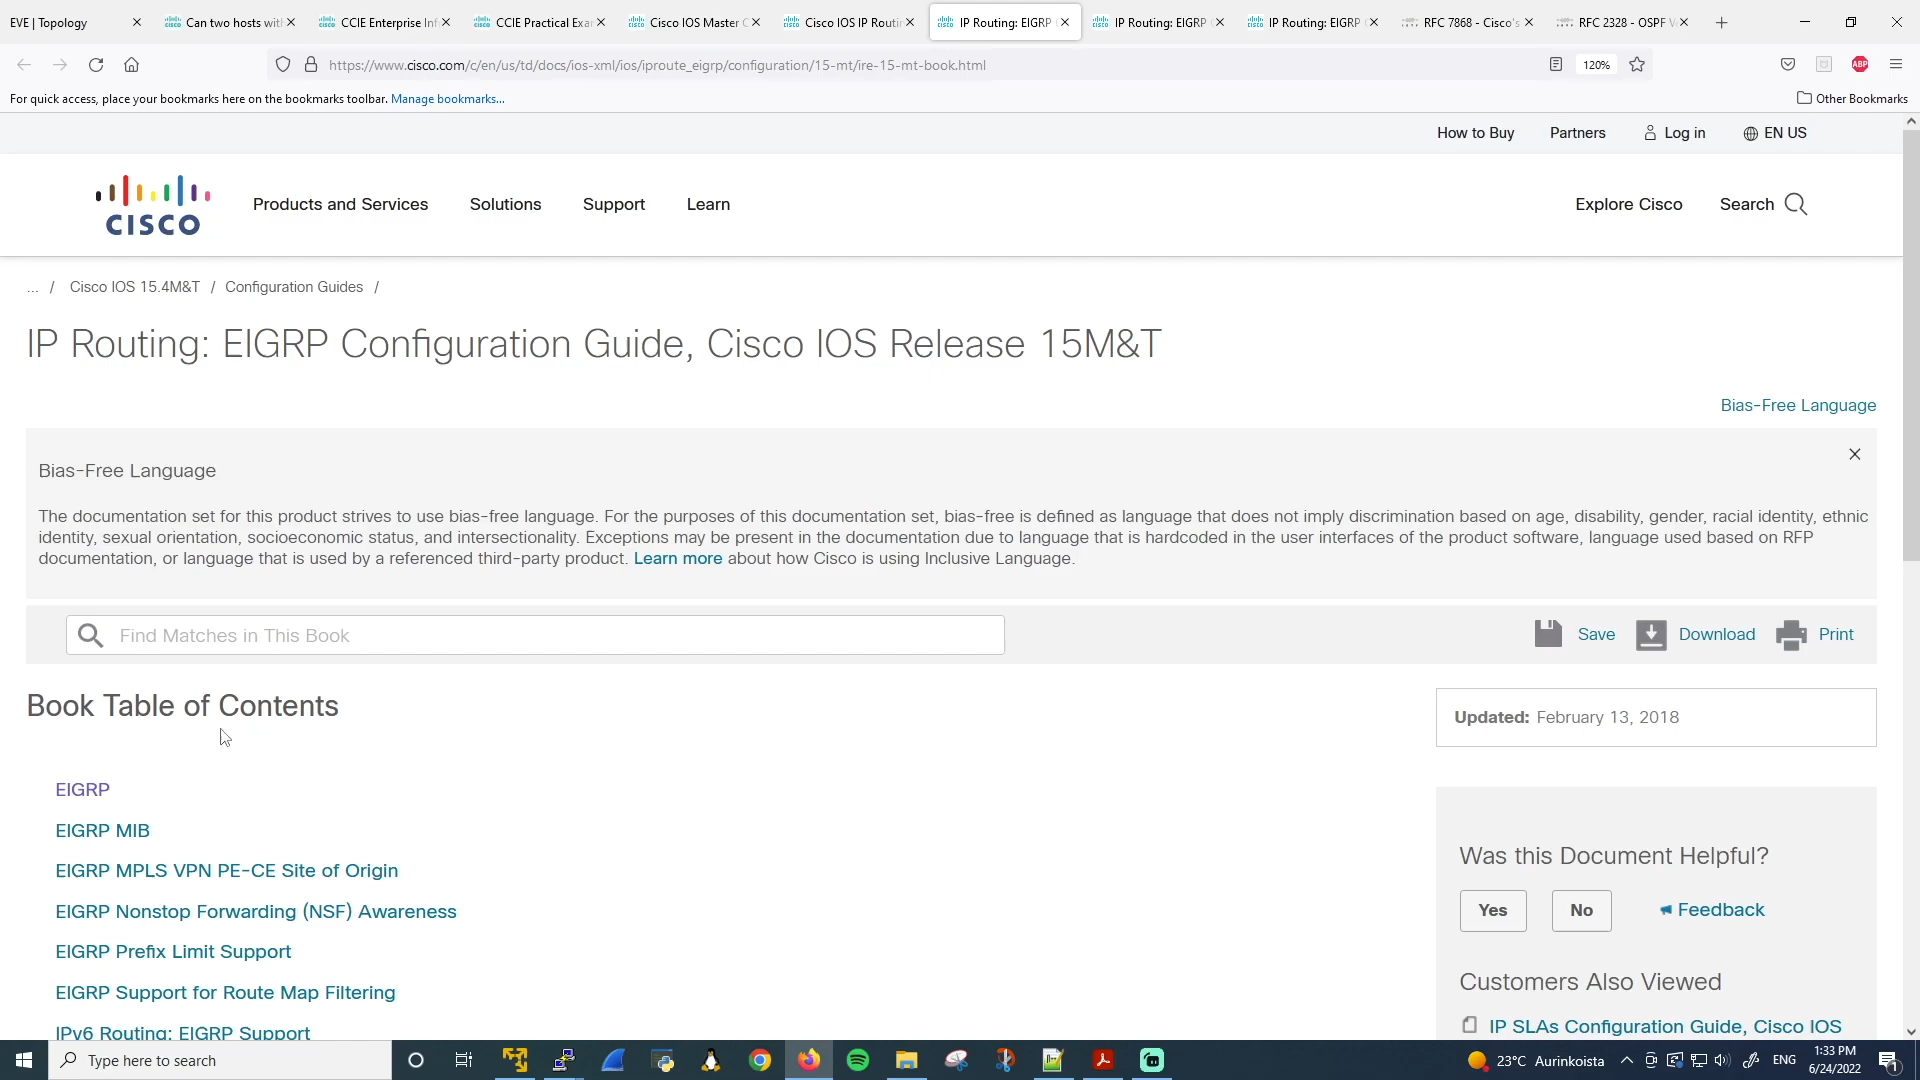 EVE | Topology
Can two hosts with
CCIE Enterprise Inf
CCIE Practical Exa
Cisco IOS Master C
Cisco IOS IP Routin
IP Routing: EIGRP C
IP Routing: EIGRP C
IP Routing: EIGRP C
RFC 7868 - Cisco's
RFC 2328 - OSPF V
https://www.cisco.com/c/en/us/td/docs/ios-xml/ios/iproute_eigrp/configuration/15-mt/ire-15-mt-book.html
120%
ABP
For quick access, place your bookmarks here on the bookmarks toolbar. Manage bookmarks...
Other Bookmarks
How to Buy
Partners
Log in
EN US
CISCO
Products and Services
Solutions
Support
Learn
Explore Cisco
Search
... / Cisco IOS 15.4M&T / Configuration Guides /
IP Routing: EIGRP Configuration Guide, Cisco IOS Release 15M&T
Bias-Free Language
Bias-Free Language
The documentation set for this product strives to use bias-free language. For the purposes of this documentation set, bias-free is defined as language that does not imply discrimination based on age, disability, gender, racial identity, ethnic
identity, sexual orientation, socioeconomic status, and intersectionality. Exceptions may be present in the documentation due to language that is hardcoded in the user interfaces of the product software, language used based on RFP
documentation, or language that is used by a referenced third-party product. Learn more about how Cisco is using Inclusive Language.
Find Matches in This Book
Save
Download
Print
Book Table of Contents
Updated: February 13, 2018
EIGRP
EIGRP MIB
EIGRP MPLS VPN PE-CE Site of Origin
EIGRP Nonstop Forwarding (NSF) Awareness
EIGRP Prefix Limit Support
EIGRP Support for Route Map Filtering
IPv6 Routing: EIGRP Support
Was this Document Helpful?
Yes
No
Feedback
Customers Also Viewed
IP SLAs Configuration Guide, Cisco IOS
Type here to search
23°C Aurinkoista
ENG
1:33 PM
6/24/2022
1